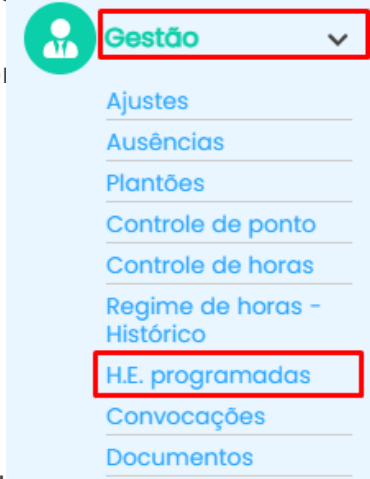 Gestão
Ajustes
Ausências
Plantões
Controle de ponto
Controle de horas
Regime de horas -
Histórico
H.E. programadas
Convocações
Documentos